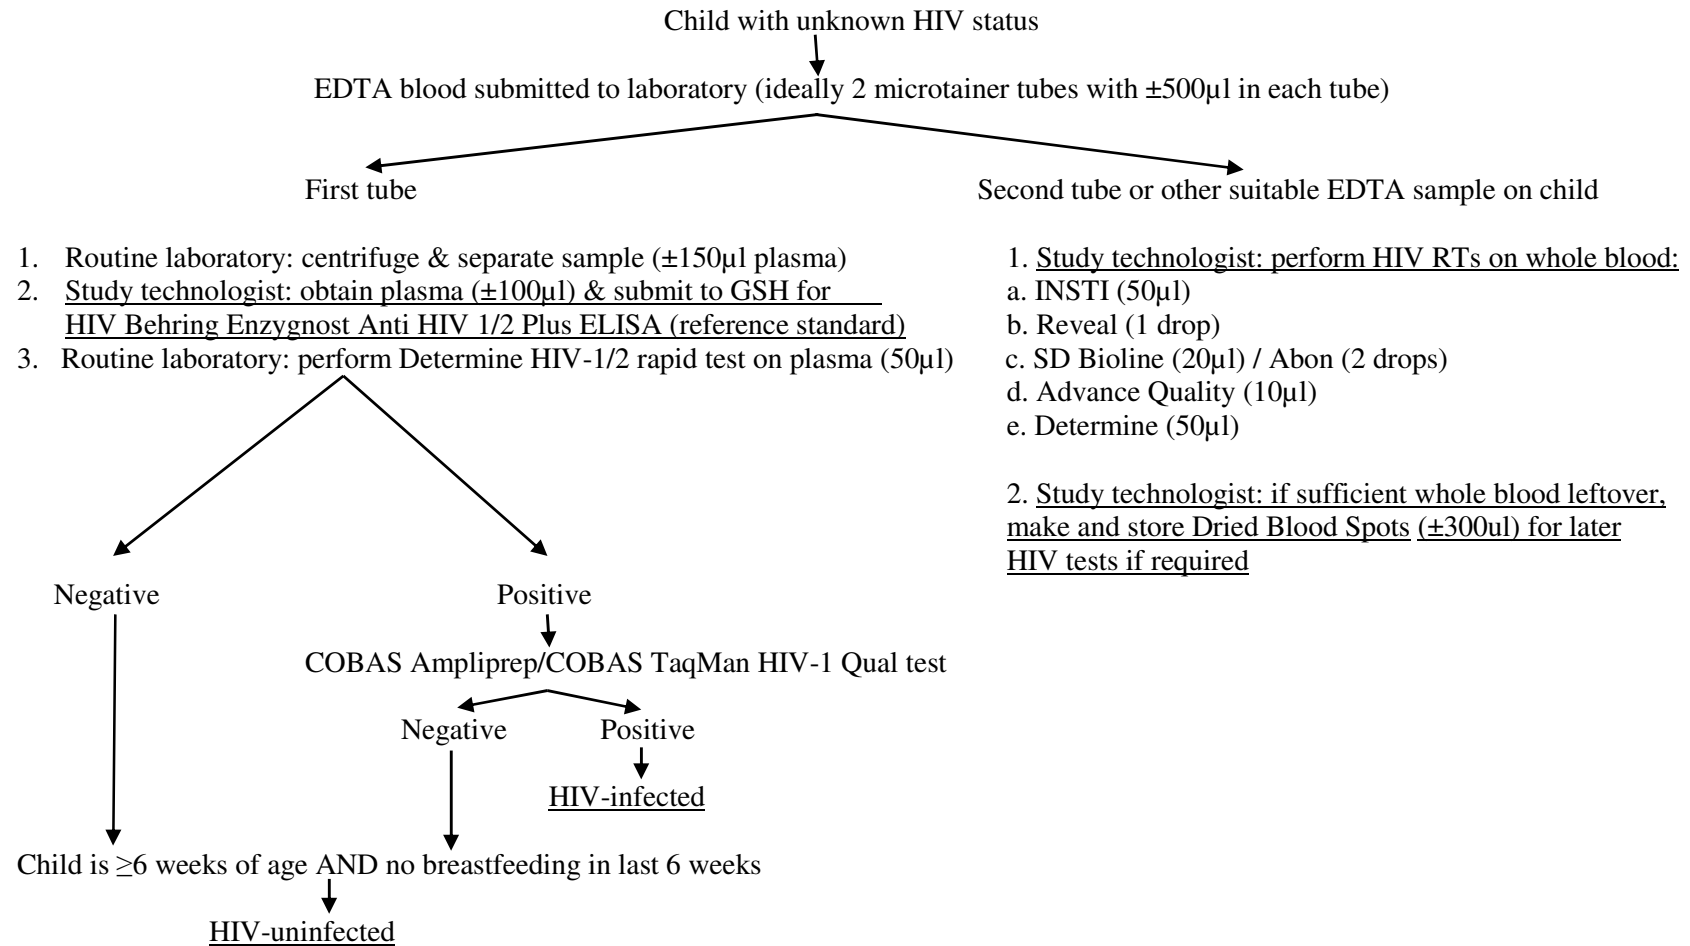 Child with unknown HIV status
EDTA blood submitted to laboratory (ideally 2 microtainer tubes with ±500µl in each tube)
First tube
1. Routine laboratory: centrifuge & separate sample (±150µl plasma)
2. Study technologist: obtain plasma (±100µl) & submit to GSH for
HIV Behring Enzygnost Anti HIV 1/2 Plus ELISA (reference standard)
3. Routine laboratory: perform Determine HIV-1/2 rapid test on plasma (50µl)
Second tube or other suitable EDTA sample on child
1. Study technologist: perform HIV RTs on whole blood:
a. INSTI (50µl)
b. Reveal (1 drop)
c. SD Bioline (20µl) / Abon (2 drops)
d. Advance Quality (10µl)
e. Determine (50µl)
2. Study technologist: if sufficient whole blood leftover,
make and store Dried Blood Spots (±300ul) for later
HIV tests if required
Negative
Positive
COBAS Ampliprep/COBAS TaqMan HIV-1 Qual test
Negative
Positive
HIV-infected
Child is ≥6 weeks of age AND no breastfeeding in last 6 weeks
HIV-uninfected